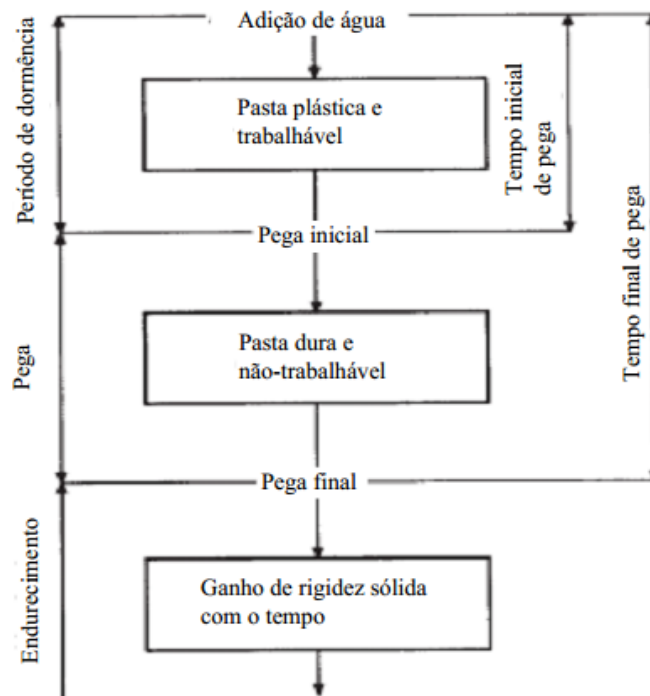 Adição de água
Período de dormência
Pasta plástica e
trabalhável
Tempo inicial
de pega
Tempo final de pega
Pega inicial
Pega
Pasta dura e
não-trabalhável
Pega final
Endurecimento
Ganho de rigidez sólida
com o tempo